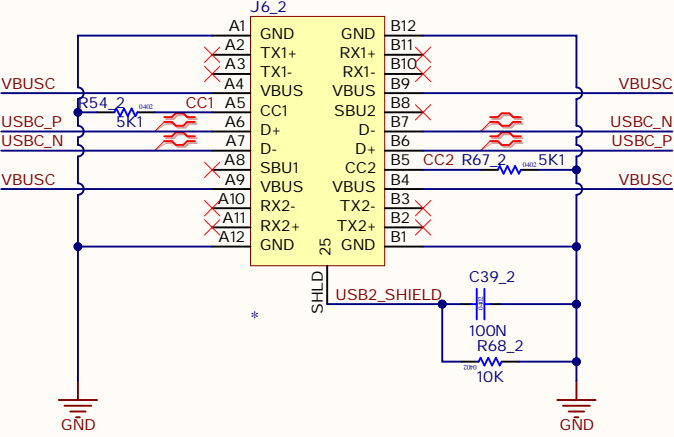 J6_2
A1 GND GND B12
A2 TX1+ RX1+ B11
A3 TX1- RX1- B10
VBUSC A4 VBUS VBUS B9 VBUSC
R54_2 0402 5K1 CC1 A5 CC1 SBU2 B8
USBC_P A6 D+ D- B7 USBC_N
USBC_N A7 D- D+ B6 USBC_P
A8 SBU1 CC2 B5 CC2 R67_2 0402 5K1
VBUSC A9 VBUS VBUS B4 VBUSC
A10 RX2- TX2- B3
A11 RX2+ TX2+ B2
A12 GND GND B1
25
SHLD
USB2_SHIELD
C39_2
0402
100N
R68_2
0402
10K
*
GND GND